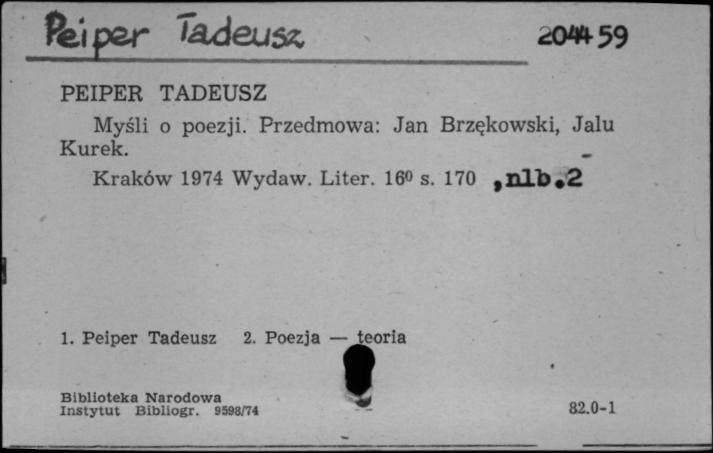 Peiper Tadeusz 204459
PEIPER TADEUSZ
Myśli o poezji. Przedmowa: Jan Brzękowski, Jalu
Kurek.
Kraków 1974 Wydaw. Liter. 16⁰ s. 170 ,nlb.2
1. Peiper Tadeusz 2. Poezja — teoria
Biblioteka Narodowa
Instytut Bibliogr. 9598/74 82.0-1